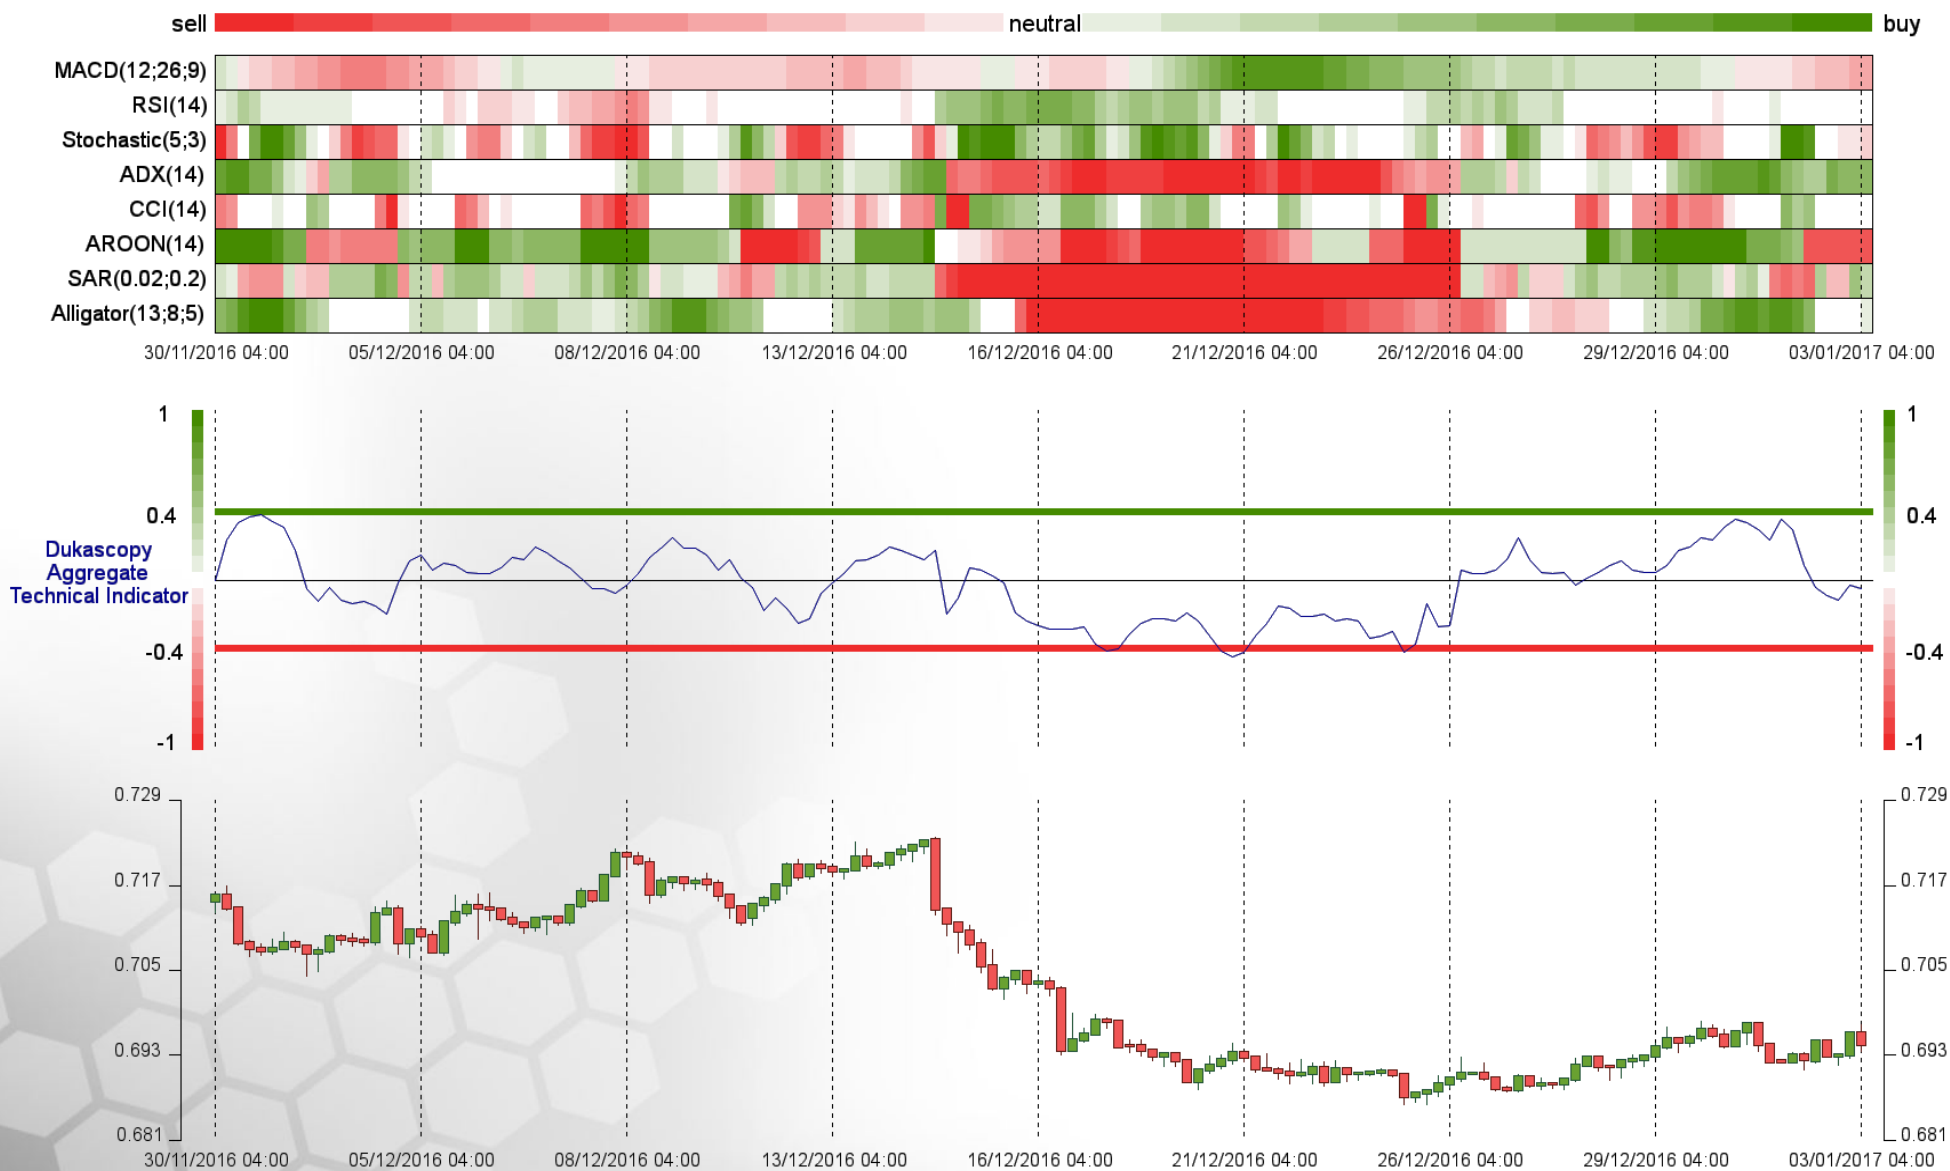 sell neutral buy
MACD(12;26;9)
RSI(14)
Stochastic(5;3)
ADX(14)
CCI(14)
AROON(14)
SAR(0.02;0.2)
Alligator(13;8;5)
30/11/2016 04:00 05/12/2016 04:00 08/12/2016 04:00 13/12/2016 04:00 16/12/2016 04:00 21/12/2016 04:00 26/12/2016 04:00 29/12/2016 04:00 03/01/2017 04:00
1 1
0.4 0.4
Dukascopy
Aggregate
Technical Indicator
-0.4 -0.4
-1 -1
0.729 0.729
0.717 0.717
0.705 0.705
0.693 0.693
0.681 0.681
30/11/2016 04:00 05/12/2016 04:00 08/12/2016 04:00 13/12/2016 04:00 16/12/2016 04:00 21/12/2016 04:00 26/12/2016 04:00 29/12/2016 04:00 03/01/2017 04:00